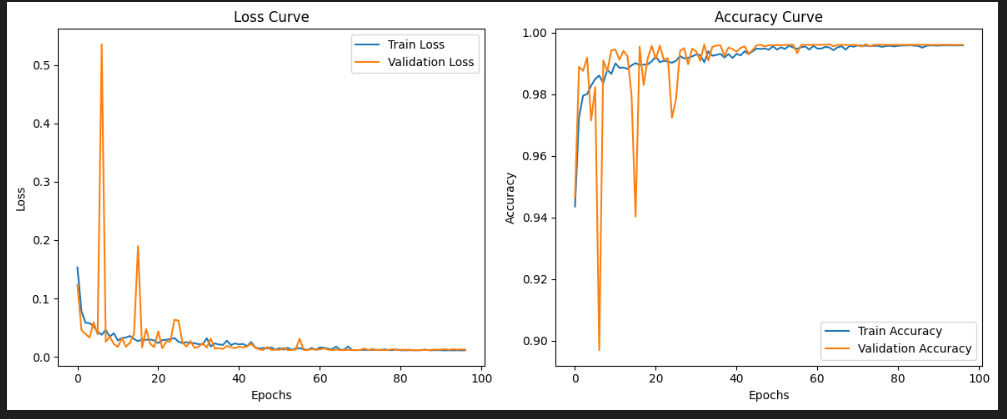 Loss Curve
Train Loss
Validation Loss
0.5
0.4
0.3
0.2
0.1
0.0
Loss
0 20 40 60 80 100
Epochs
Accuracy Curve
1.00
0.98
0.96
0.94
0.92
0.90
Accuracy
Train Accuracy
Validation Accuracy
0 20 40 60 80 100
Epochs